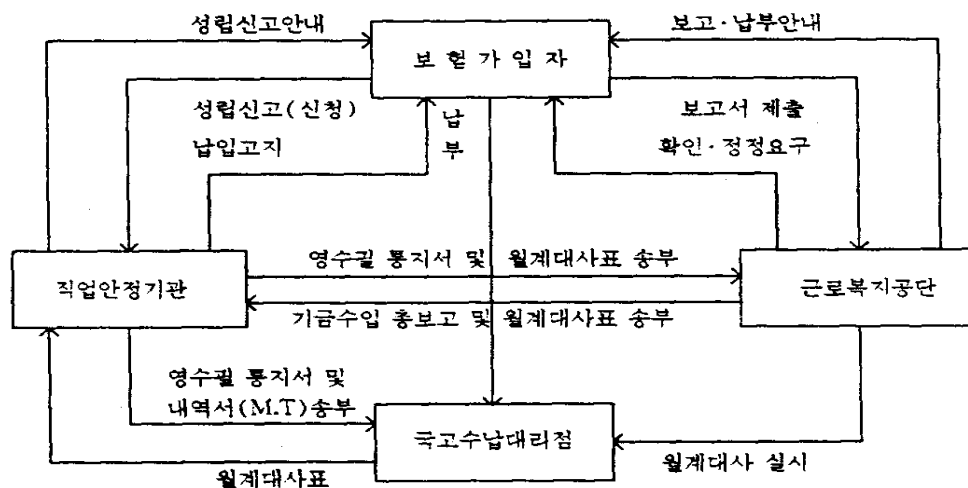 성립신고안내
보고·납부안내
보험가입자
성립신고(신청)
납입고지
납
부
보고서 제출
확인·정정요구
영수필 통지서 및 월계대사표 송부
직업안정기관
근로복지공단
기금수입 총보고 및 월계대사표 송부
영수필 통지서 및
내역서(M.T)송부
국고수납대리점
월계대사표
월계대사 실시